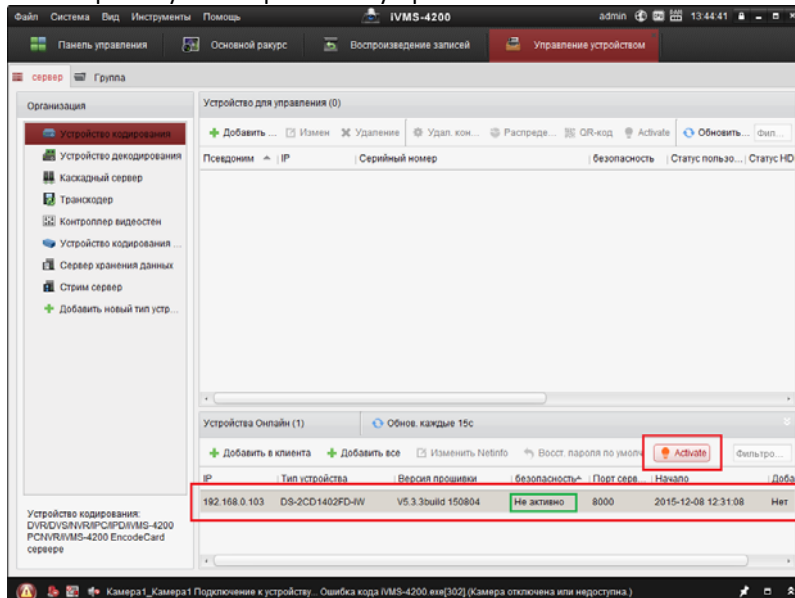 Файл Система Вид Инструменты Помощь iVMS-4200 admin 13:44:41
Панель управления Основной ракурс Воспроизведение записей Управление устройством
сервер Группа
Организация
Устройство кодирования
Устройство декодирования
Каскадный сервер
Транскодер
Контроллер видеостен
Устройство кодирования ...
Сервер хранения данных
Стрим сервер
Добавить новый тип устр...
Устройство кодирования:
DVR/DVS/NVR/IPC/IPD/iVMS-4200
PCNVR/iVMS-4200 EncodeCard
сервере
Устройство для управления (0)
Добавить ... Измен Удаление Удал. кон... Распреде... QR-код Activate Обновить... Фил...
Псевдоним IP Серийный номер безопасность Статус пользо... Статус HD
Устройства Онлайн (1) Обнов. каждые 15с
Добавить в клиента Добавить все Изменить Netinfo Восст. пароля по умолч Activate Фильтро...
IP Тип устройства Версия прошивки безопасность Порт серв... Начало Доба
192.168.0.103 DS-2CD1402FD-IW V5.3.3build 150804 Не активно 8000 2015-12-08 12:31:08 Нет
Камера1_Камера1 Подключение к устройству... Ошибка кода iVMS-4200.exe[302].(Камера отключена или недоступна.)